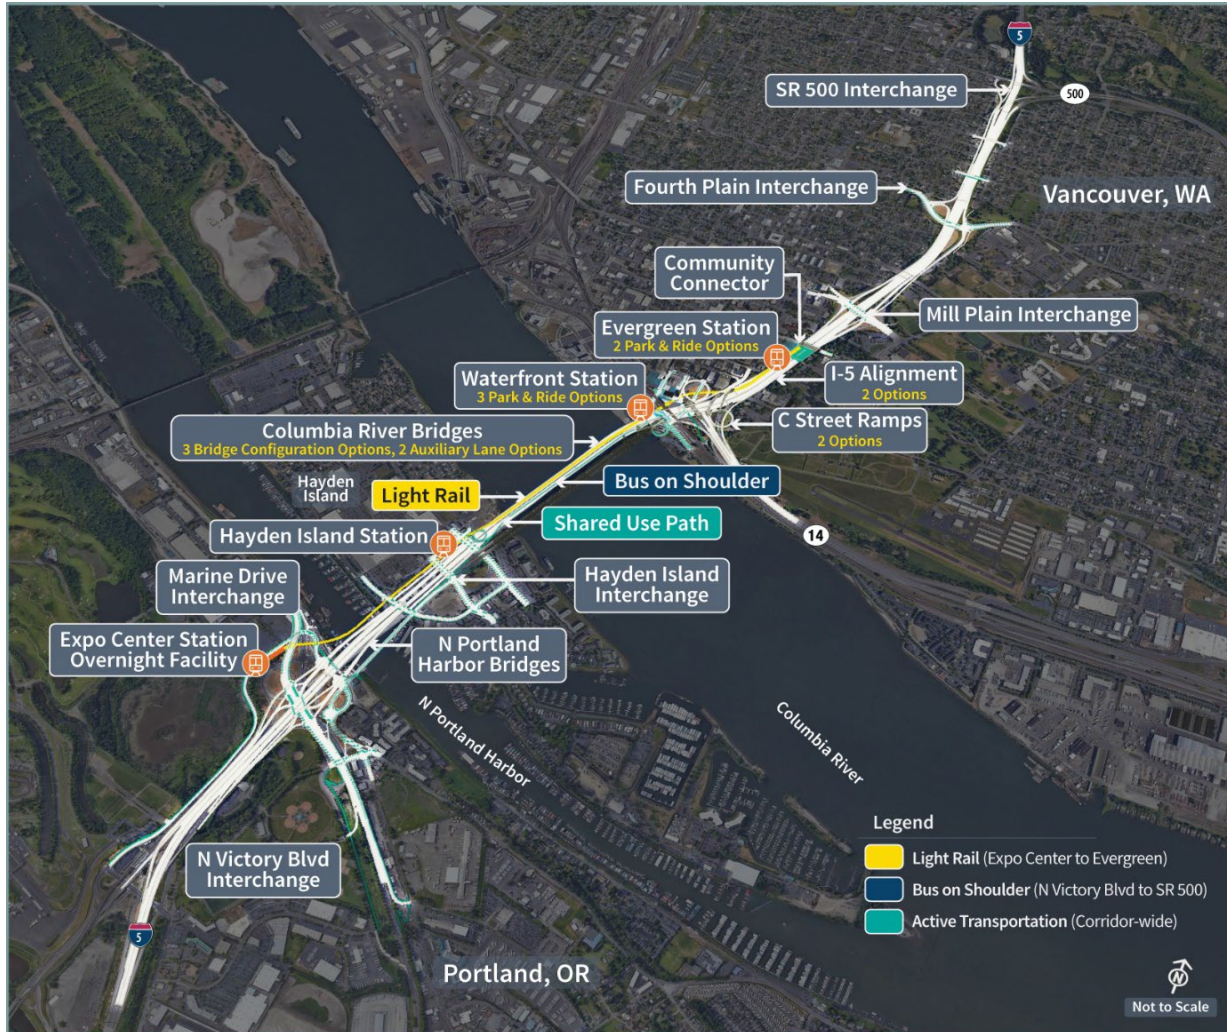 5
SR 500 Interchange
500
Fourth Plain Interchange
Vancouver, WA
Community
Connector
Mill Plain Interchange
Evergreen Station
2 Park & Ride Options
I-5 Alignment
2 Options
Waterfront Station
3 Park & Ride Options
C Street Ramps
2 Options
Columbia River Bridges
3 Bridge Configuration Options, 2 Auxiliary Lane Options
Hayden
Island
Light Rail
Bus on Shoulder
Shared Use Path
14
Hayden Island Station
Hayden Island
Interchange
Marine Drive
Interchange
Expo Center Station
Overnight Facility
N Portland
Harbor Bridges
N Portland Harbor
Columbia River
N Victory Blvd
Interchange
5
Portland, OR
Legend
Light Rail (Expo Center to Evergreen)
Bus on Shoulder (N Victory Blvd to SR 500)
Active Transportation (Corridor-wide)
N
Not to Scale